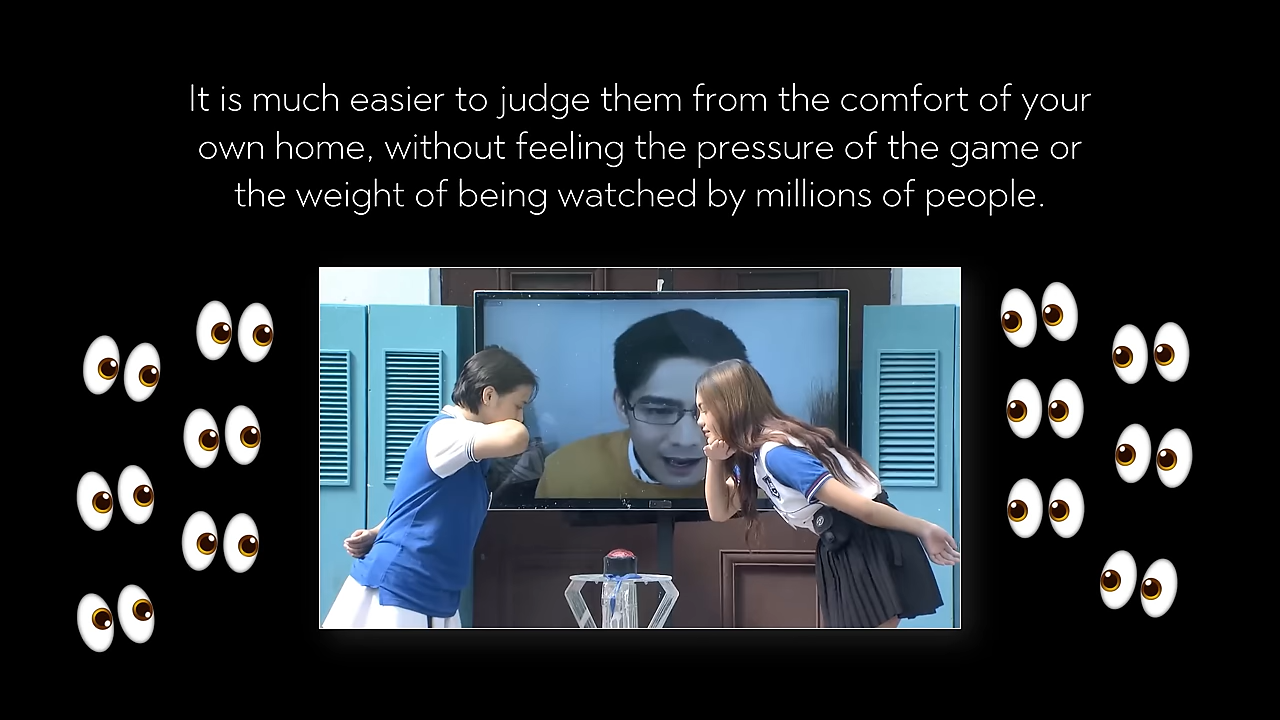 It is much easier to judge them from the comfort of your
own home, without feeling the pressure of the game or
the weight of being watched by millions of people.